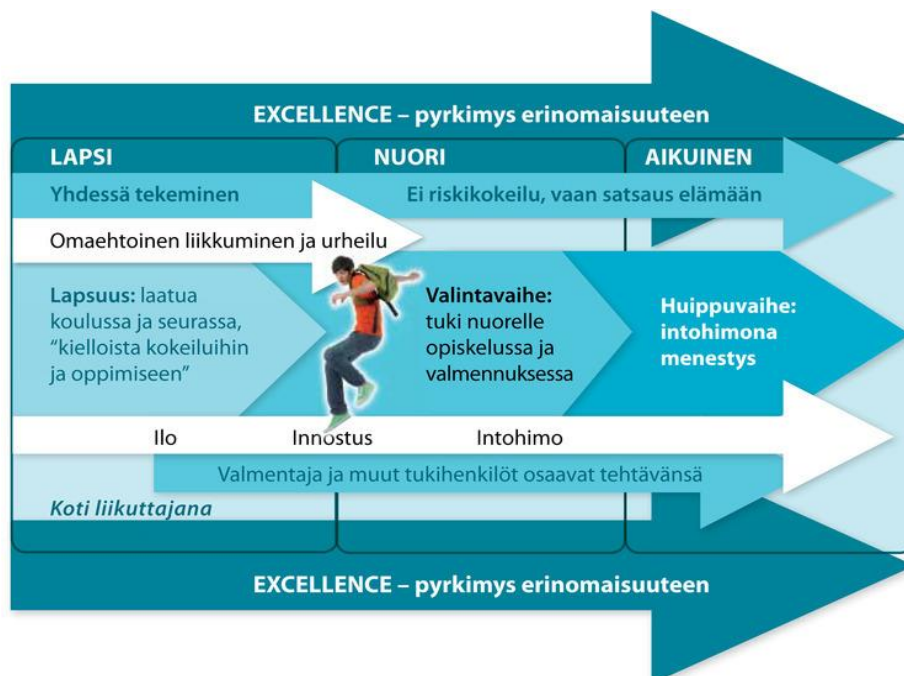 EXCELLENCE – pyrkimys erinomaisuuteen
LAPSI
NUORI
AIKUINEN
Yhdessä tekeminen
Ei riskikokeilu, vaan satsaus elämään
Omaehtoinen liikkuminen ja urheilu
Lapsuus: laatua
koulussa ja seurassa,
“kielloista kokeiluihin
ja oppimiseen”
Valintavaihe:
tuki nuorelle
opiskelussa ja
valmennuksessa
Huippuvaihe:
intohimona
menestys
Ilo
Innostus
Intohimo
Valmentaja ja muut tukihenkilöt osaavat tehtävänsä
Koti liikuttajana
EXCELLENCE – pyrkimys erinomaisuuteen